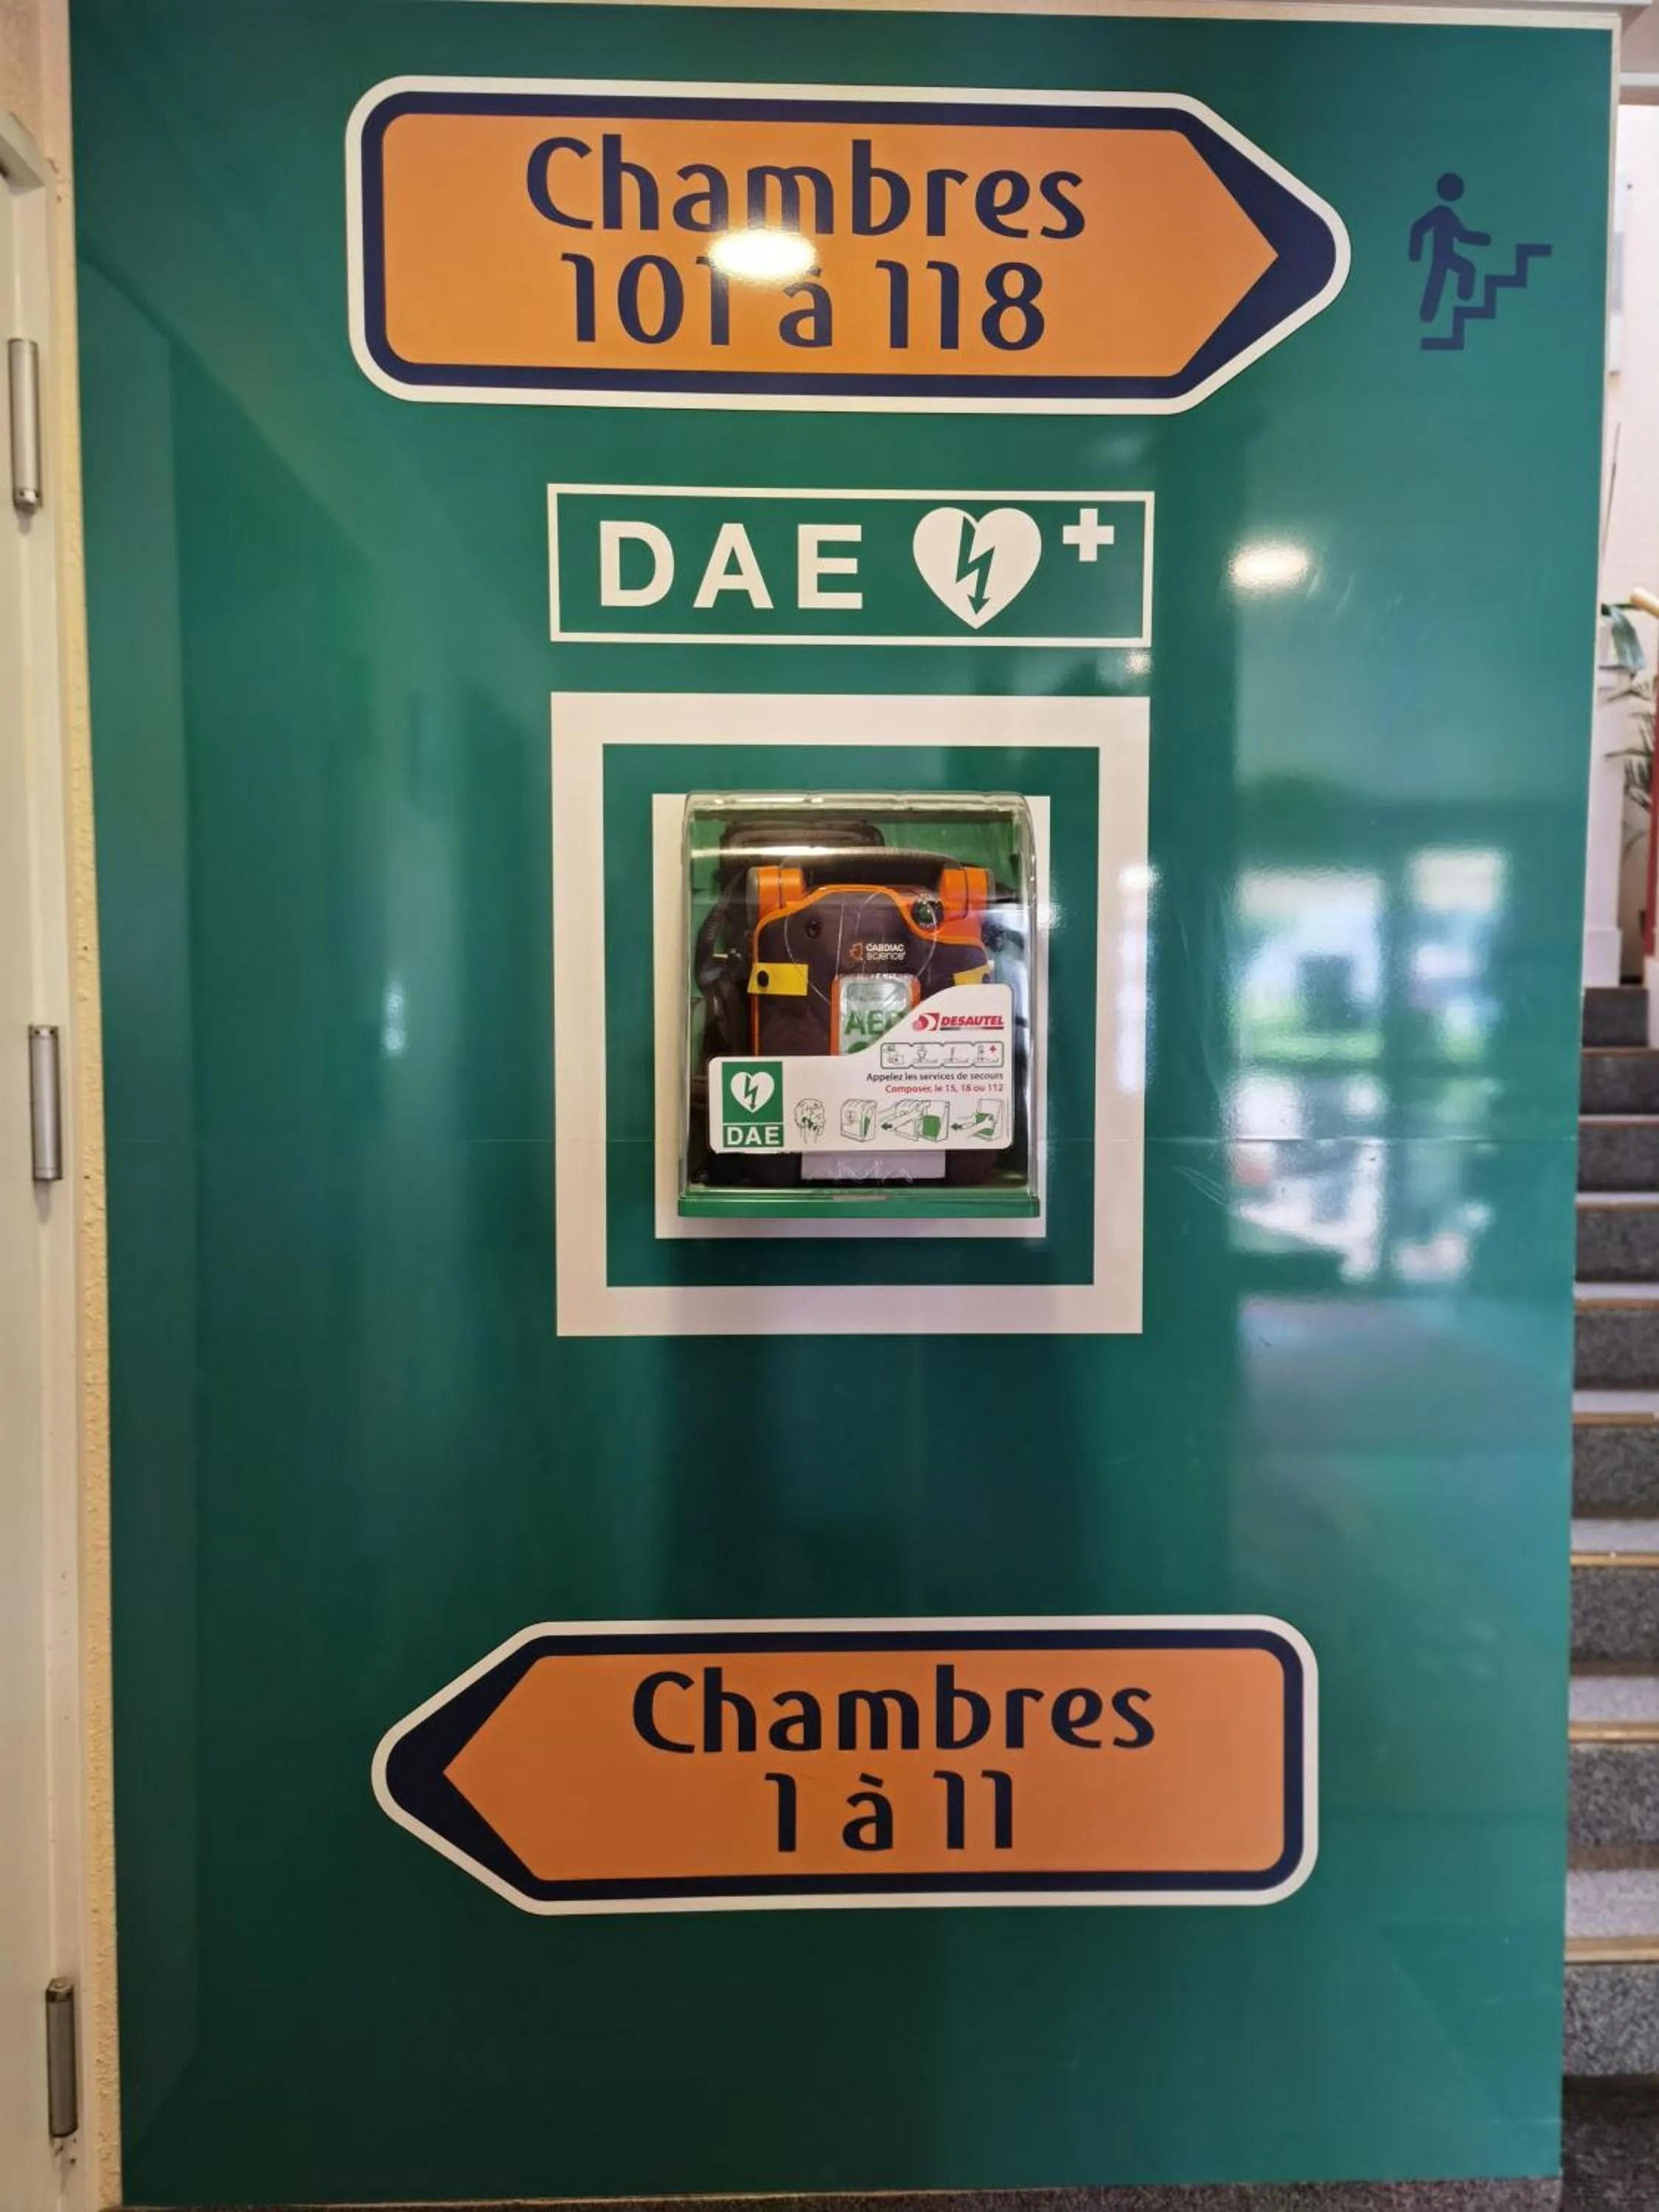 Chambres
101 à 118
DAE
CARDIAC
science
AED
DESAUTEL
Appelez les services de secours
Composer, le 15, 18 ou 112
DAE
Chambres
1 à 11